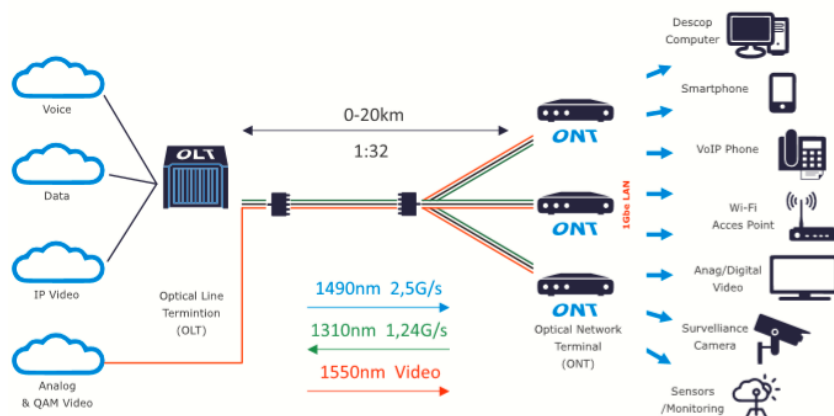 Voice
Data
IP Video
Analog
& QAM Video
OLT
Optical Line
Termintion
(OLT)
0-20km
1:32
1490nm 2,5G/s
1310nm 1,24G/s
1550nm Video
ONT
ONT
ONT
Optical Network
Terminal
(ONT)
1Gbe LAN
Descop
Computer
Smartphone
VoIP Phone
Wi-Fi
Acces Point
Anag/Digital
Video
Survelliance
Camera
Sensors
/Monitoring